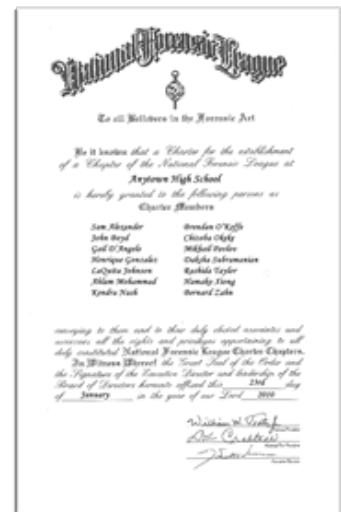 National Forensic League
To all Believers in the Forensic Art
Be it known that a Charter for the establishment
of a Chapter of the National Forensic League at
Anytown High School
is hereby granted to the following persons as
Charter Members
Sam Alexander
John Boyd
Gail D'Angelo
Henrique Gonzales
LaQuita Johnson
Ahlam Mohammad
Kendra Nash
Brendan O'Keffe
Chizoba Okeke
Mikhail Pavlov
Daksha Subramanian
Rashida Taylor
Xiong
Bernard Zahn
conveying to them and to their duly elected associates and
successors all the rights and privileges appertaining to all
duly constituted National Forensic League Charter Chapters.
In Witness Whereof the Great Seal of the Order and
the Signature of the Executive Director and leadership of the
Board of Directors hereunto affixed this 23rd day
of January in the year of our Lord 2010
William W.